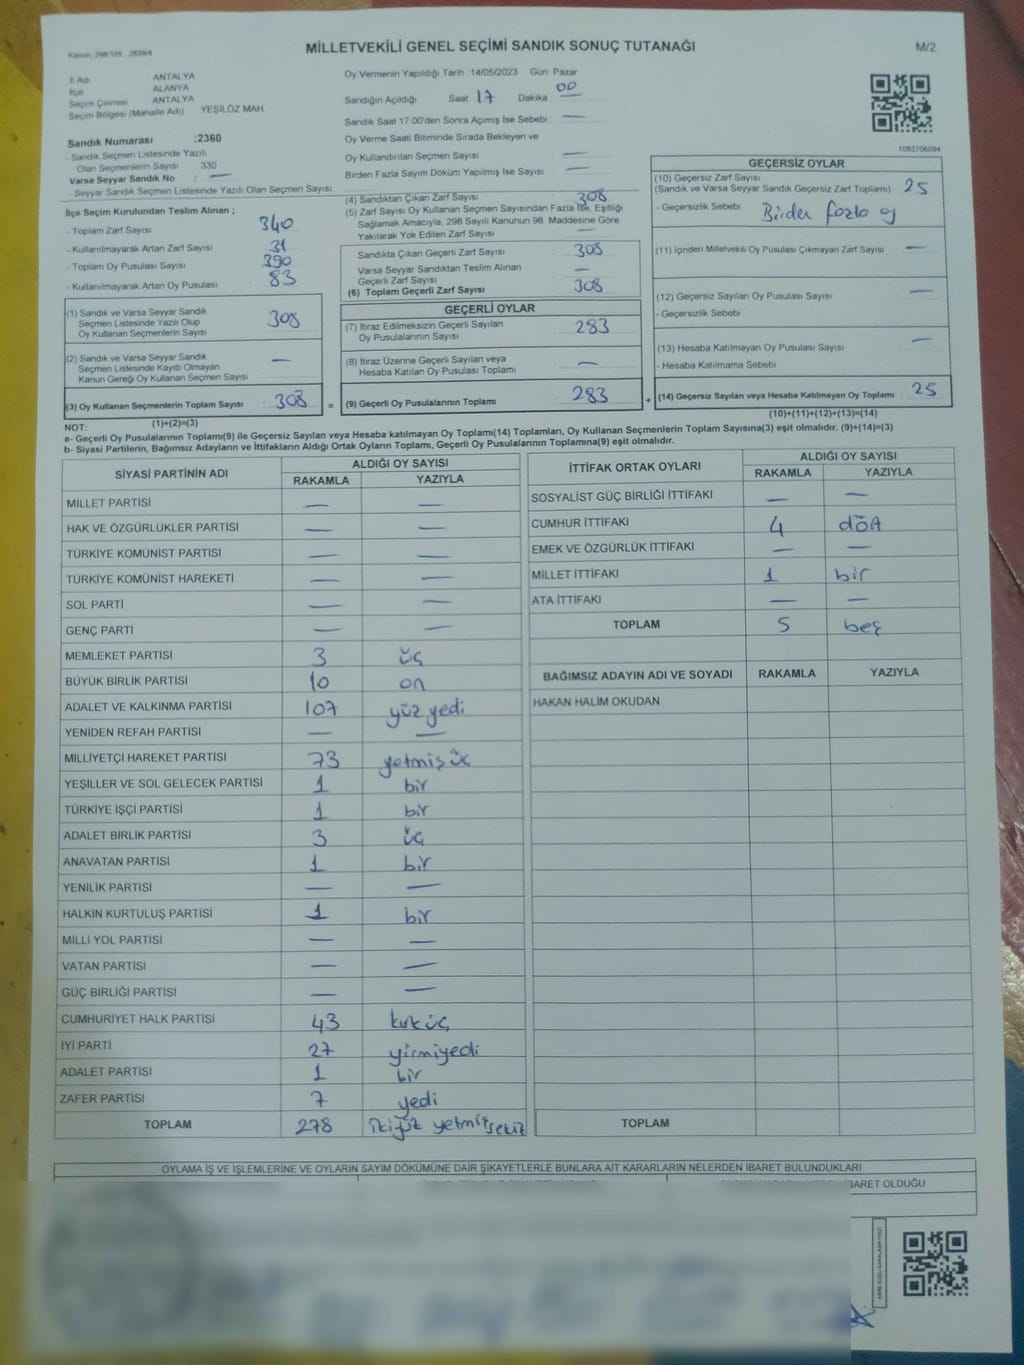 Kanun, 298/105 , 2839/4
MİLLETVEKİLİ GENEL SEÇİMİ SANDIK SONUÇ TUTANAĞI
M/2
İl Adı ANTALYA
İlçe ALANYA
Seçim Çevresi ANTALYA
Seçim Bölgesi (Mahalle Adı) YEŞİLÖZ MAH
Sandık Numarası :2360
- Sandık Seçmen Listesinde Yazılı
Olan Seçmenlerin Sayısı : 330
Varsa Seyyar Sandık No : —
- Seyyar Sandık Seçmen Listesinde Yazılı Olan Seçmen Sayısı
Oy Vermenin Yapıldığı Tarih :14/05/2023 Gün: Pazar
Sandığın Açıldığı Saat 17 Dakika 00
Sandık Saat 17.00'den Sonra Açımış İse Sebebi —
Oy Verme Saati Bitiminde Sırada Bekleyen ve
Oy Kullandırılan Seçmen Sayısı —
Birden Fazla Sayım Döküm Yapılmış İse Sayısı —
1083706094
İlçe Seçim Kurulundan Teslim Alınan ;
- Toplam Zarf Sayısı 340
- Kullanılmayarak Artan Zarf Sayısı 31
- Toplam Oy Pusulası Sayısı 390
- Kullanılmayarak Artan Oy Pusulası 83
(4) Sandıktan Çıkan Zarf Sayısı 308
(5) Zarf Sayısı Oy Kullanan Seçmen Sayısından Fazla İse, Eşitliği
Sağlamak Amacıyla, 298 Sayılı Kanunun 98. Maddesine Göre
Yakılarak Yok Edilen Zarf Sayısı —
Sandıkta Çıkan Geçerli Zarf Sayısı 308
Varsa Seyyar Sandıktan Teslim Alınan
Geçerli Zarf Sayısı —
(6) Toplam Geçerli Zarf Sayısı 308
(1) Sandık ve Varsa Seyyar Sandık
Seçmen Listesinde Yazılı Olup
Oy Kullanan Seçmenlerin Sayısı 308
(2) Sandık ve Varsa Seyyar Sandık
Seçmen Listesinde Kayıtlı Olmayan
Kanun Gereği Oy Kullanan Seçmen Sayısı —
(3) Oy Kullanan Seçmenlerin Toplam Sayısı : 308 =
(1)+(2)=(3)
GEÇERLİ OYLAR
(7) İtiraz Edilmeksizin Geçerli Sayılan
Oy Pusulalarının Sayısı 283
(8) İtiraz Üzerine Geçerli Sayılan veya
Hesaba Katılan Oy Pusulası Toplamı —
(9) Geçerli Oy Pusulalarının Toplamı 283 +
GEÇERSİZ OYLAR
(10) Geçersiz Zarf Sayısı
(Sandık ve Varsa Seyyar Sandık Geçersiz Zarf Toplamı) 25
- Geçersizlik Sebebi Birden fazla oy
(11) İçinden Milletvekili Oy Pusulası Çıkmayan Zarf Sayısı —
(12) Geçersiz Sayılan Oy Pusulası Sayısı —
- Geçersizlik Sebebi
(13) Hesaba Katılmayan Oy Pusulası Sayısı —
- Hesaba Katılmama Sebebi
(14) Geçersiz Sayılan veya Hesaba Katılmayan Oy Toplamı : 25
(10)+(11)+(12)+(13)=(14)
NOT:
a- Geçerli Oy Pusulalarının Toplamı(9) ile Geçersiz Sayılan veya Hesaba katılmayan Oy Toplamı(14) Toplamları, Oy Kullanan Seçmenlerin Toplam Sayısına(3) eşit olmalıdır. (9)+(14)=(3)
b- Siyasi Partilerin, Bağımsız Adayların ve İttifakların Aldığı Ortak Oyların Toplamı, Geçerli Oy Pusulalarının Toplamına(9) eşit olmalıdır.
SİYASİ PARTİNİN ADI ALDIĞI OY SAYISI
RAKAMLA YAZIYLA
MİLLET PARTİSİ — —
HAK VE ÖZGÜRLÜKLER PARTİSİ — —
TÜRKİYE KOMÜNİST PARTİSİ — —
TÜRKİYE KOMÜNİST HAREKETİ — —
SOL PARTİ — —
GENÇ PARTİ — —
MEMLEKET PARTİSİ 3 üç
BÜYÜK BİRLİK PARTİSİ 10 on
ADALET VE KALKINMA PARTİSİ 107 yüz yedi
YENİDEN REFAH PARTİSİ — —
MİLLİYETÇİ HAREKET PARTİSİ 73 yetmiş üç
YEŞİLLER VE SOL GELECEK PARTİSİ 1 bir
TÜRKİYE İŞÇİ PARTİSİ 1 bir
ADALET BİRLİK PARTİSİ 3 üç
ANAVATAN PARTİSİ 1 bir
YENİLİK PARTİSİ — —
HALKIN KURTULUŞ PARTİSİ 1 bir
MİLLİ YOL PARTİSİ — —
VATAN PARTİSİ — —
GÜÇ BİRLİĞİ PARTİSİ — —
CUMHURİYET HALK PARTİSİ 43 kırküç
İYİ PARTİ 27 yirmiyedi
ADALET PARTİSİ 1 bir
ZAFER PARTİSİ 7 yedi
TOPLAM 278 ikiyüz yetmişsekiz
İTTİFAK ORTAK OYLARI ALDIĞI OY SAYISI
RAKAMLA YAZIYLA
SOSYALİST GÜÇ BİRLİĞİ İTTİFAKI — —
CUMHUR İTTİFAKI 4 dört
EMEK VE ÖZGÜRLÜK İTTİFAKI — —
MİLLET İTTİFAKI 1 bir
ATA İTTİFAKI — —
TOPLAM 5 beş
BAĞIMSIZ ADAYIN ADI VE SOYADI RAKAMLA YAZIYLA
HAKAN HALİM OKUDAN
TOPLAM
OYLAMA İŞ VE İŞLEMLERİNE VE OYLARIN SAYIM DÖKÜMÜNE DAİR ŞİKAYETLERLE BUNLARA AİT KARARLARIN NELERDEN İBARET BULUNDUKLARI
İBARET OLDUĞU